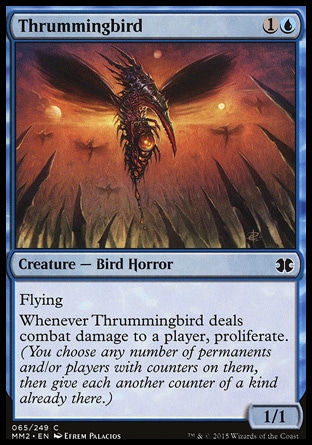 Thrummingbird 1
Creature — Bird Horror
Flying
Whenever Thrummingbird deals
combat damage to a player, proliferate.
(You choose any number of permanents
and/or players with counters on them,
then give each another counter of a kind
already there.)
1/1
065/249 C
MM2 • EN Efrem Palacios ™ & © 2015 Wizards of the Coast